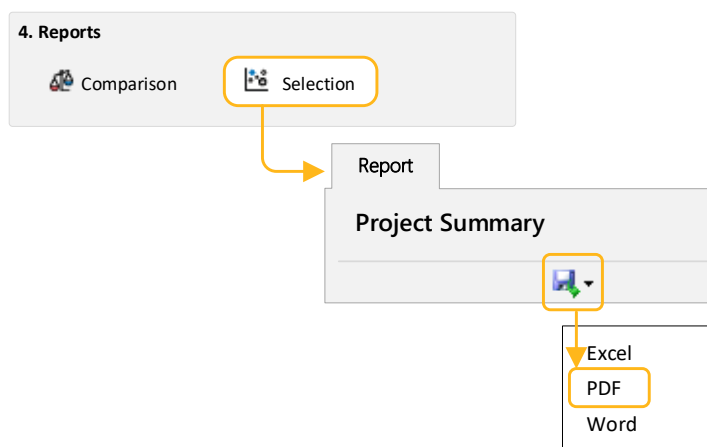 4. Reports
Comparison
Selection
Report
Project Summary
Excel
PDF
Word